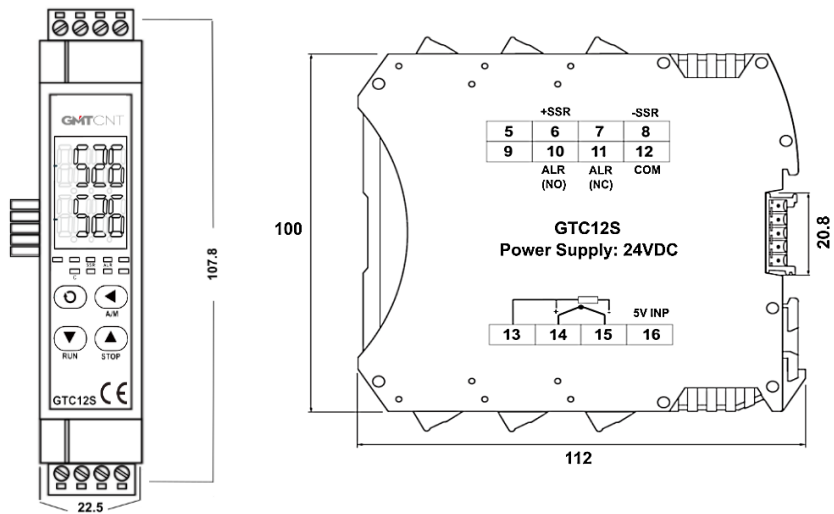 GMTCNT
526
526
SSR ALR
C
A/M
RUN STOP
GTC12S CE
22.5
107.8
100
+SSR -SSR
5 6 7 8
9 10 11 12
ALR ALR COM
(NO) (NC)
GTC12S
Power Supply: 24VDC
20.8
+ - 5V INP
13 14 15 16
112